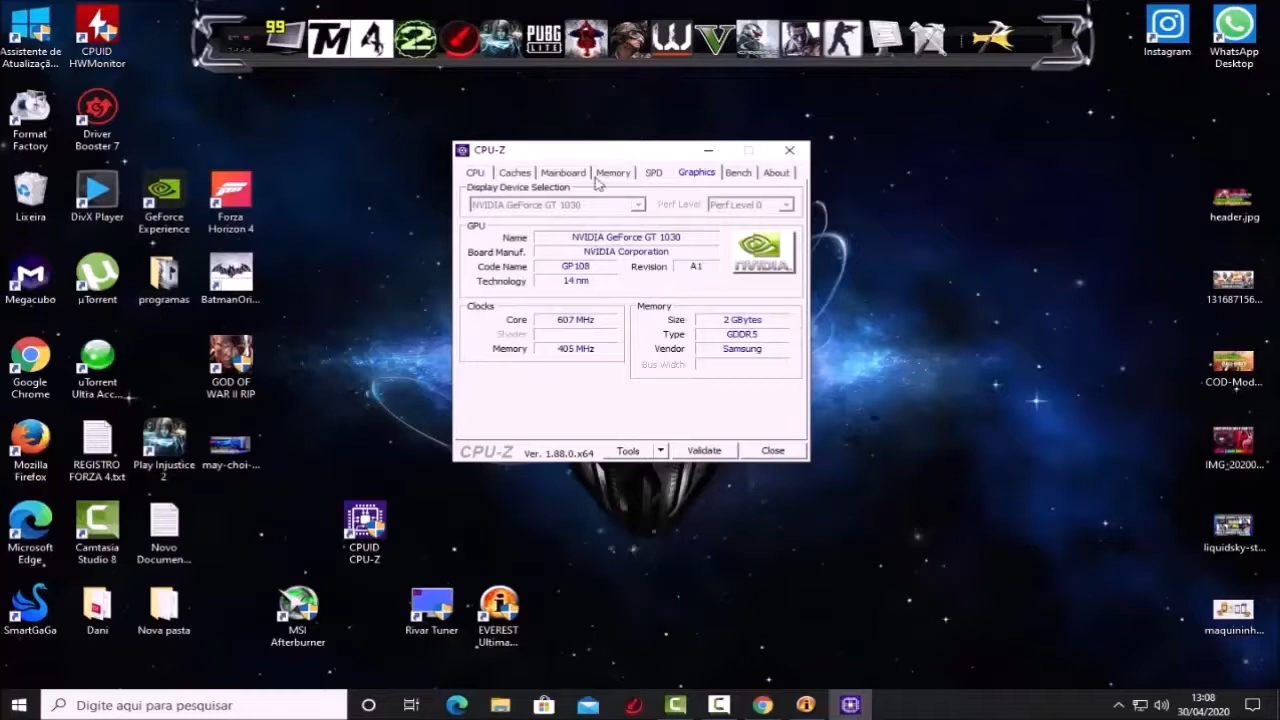 Assistente de
Atualizaçã...
CPUID
HWMonitor
99
PUBG
LITE
Instagram
WhatsApp
Desktop
Format
Factory
Driver
Booster 7
Lixeira
DivX Player
GeForce
Experience
Forza
Horizon 4
Megacubo
µTorrent
programas
BatmanOri...
Google
Chrome
uTorrent
Ultra Acc...
GOD OF
WAR II RIP
Mozilla
Firefox
REGISTRO
FORZA 4.txt
Play Injustice
2
may-choi-...
Microsoft
Edge
Camtasia
Studio 8
Novo
Documen...
CPUID
CPU-Z
SmartGaGa
Dani
Nova pasta
MSI
Afterburner
Rivar Tuner
EVEREST
Ultima...
CPU-Z
CPU Caches Mainboard Memory SPD Graphics Bench About
Display Device Selection
NVIDIA GeForce GT 1030 Perf Level Perf Level 0
GPU
Name NVIDIA GeForce GT 1030
Board Manuf. NVIDIA Corporation
Code Name GP108 Revision A1
Technology 14 nm
NVIDIA
Clocks
Core 607 MHz
Shader
Memory 405 MHz
Memory
Size 2 GBytes
Type GDDR5
Vendor Samsung
Bus Width
CPU-Z Ver. 1.88.0.x64 Tools Validate Close
header.jpg
131687156...
COD-Mod...
IMG_20200...
liquidsky-st...
maquininh...
Digite aqui para pesquisar
13:08
30/04/2020